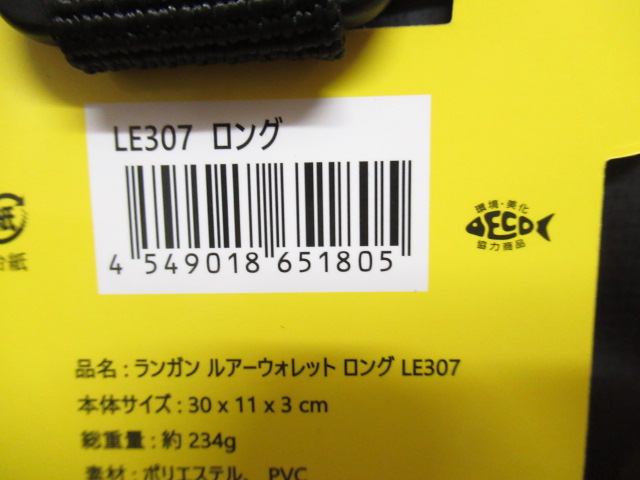 LE307 ロング
4 549018 651805
環境・美化
ECO
協力商品
紙
品名 : ランガン ルアーウォレット ロング LE307
本体サイズ : 30 x 11 x 3 cm
総重量 : 約 234g
素材 : ポリエステル、 PVC